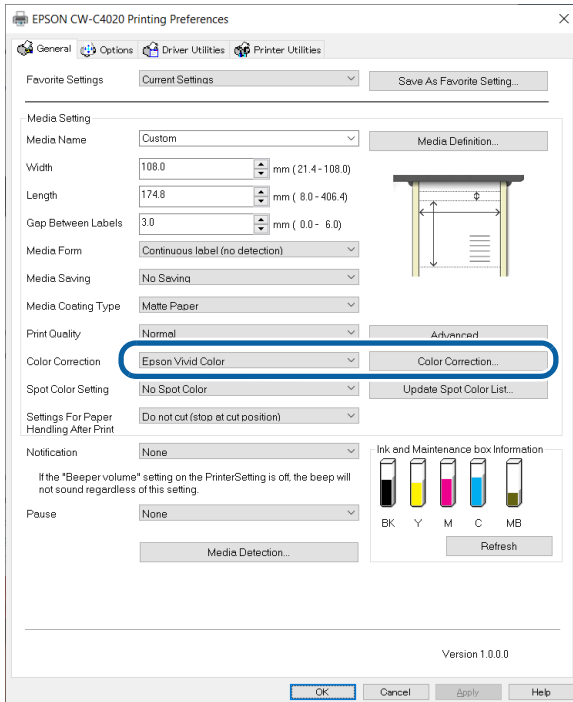 EPSON CW-C4020 Printing Preferences
General Options Driver Utilities Printer Utilities
Favorite Settings Current Settings Save As Favorite Setting...
Media Setting
Media Name Custom Media Definition...
Width 108.0 mm ( 21.4 - 108.0)
Length 174.8 mm ( 8.0 - 406.4)
Gap Between Labels 3.0 mm ( 0.0 - 6.0)
Media Form Continuous label (no detection)
Media Saving No Saving
Media Coating Type Matte Paper
Print Quality Normal Advanced
Color Correction Epson Vivid Color Color Correction...
Spot Color Setting No Spot Color Update Spot Color List...
Settings For Paper Handling After Print Do not cut (stop at cut position)
Notification None
If the "Beeper volume" setting on the PrinterSetting is off, the beep will
not sound regardless of this setting.
Pause None
Media Detection...
Ink and Maintenance box Information
BK Y M C MB
Refresh
Version 1.0.0.0
OK Cancel Apply Help